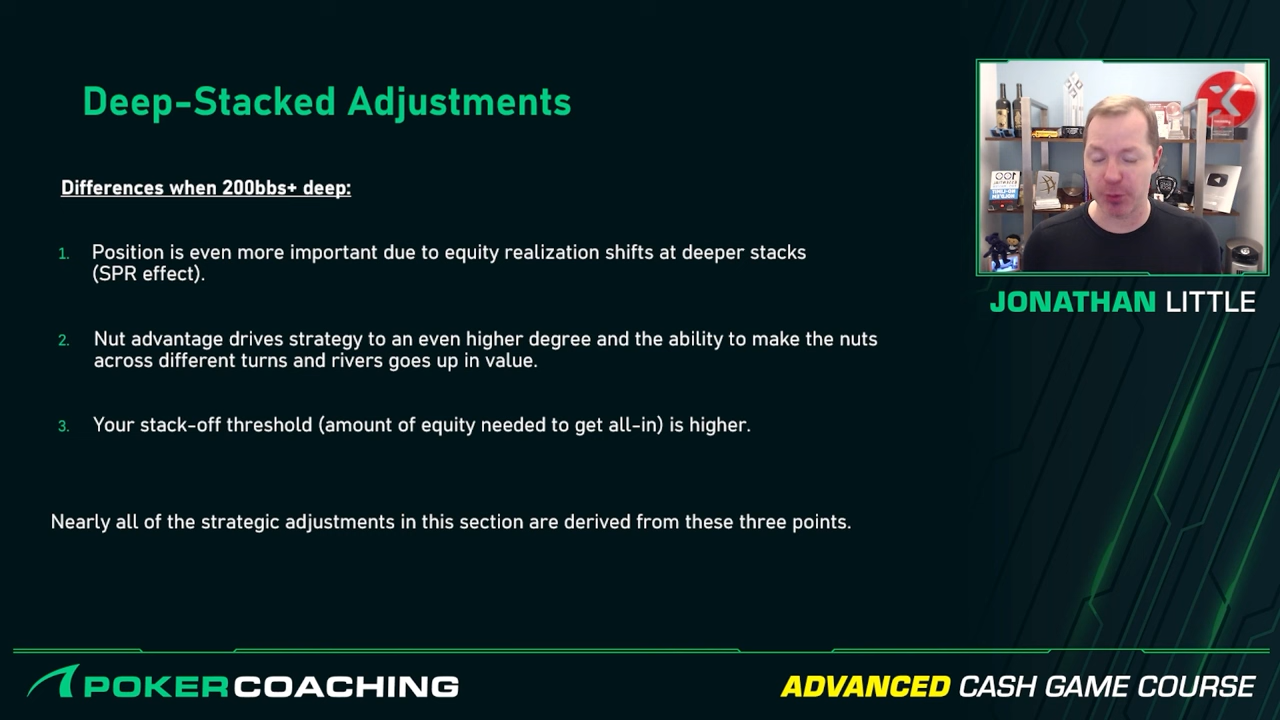 Deep-Stacked Adjustments
Differences when 200bbs+ deep:
1. Position is even more important due to equity realization shifts at deeper stacks
(SPR effect).
2. Nut advantage drives strategy to an even higher degree and the ability to make the nuts
across different turns and rivers goes up in value.
3. Your stack-off threshold (amount of equity needed to get all-in) is higher.
Nearly all of the strategic adjustments in this section are derived from these three points.
JONATHAN LITTLE
POKERCOACHING
ADVANCED CASH GAME COURSE